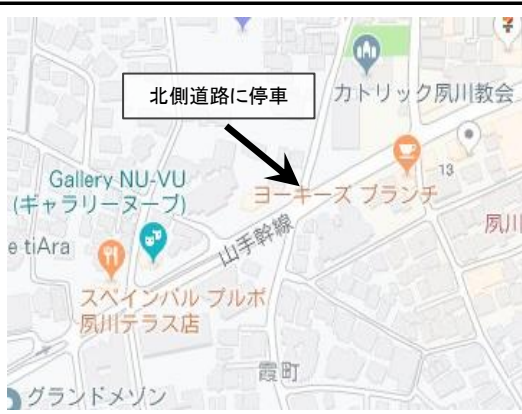 北側道路に停車
カトリック夙川教会
Gallery NU-VU
(ギャラリーヌーブ)
ヨーキーズ ブランチ
13
夙川
e tiAra
山手幹線
スペインバル プルポ
夙川テラス店
霞町
グランドメゾン